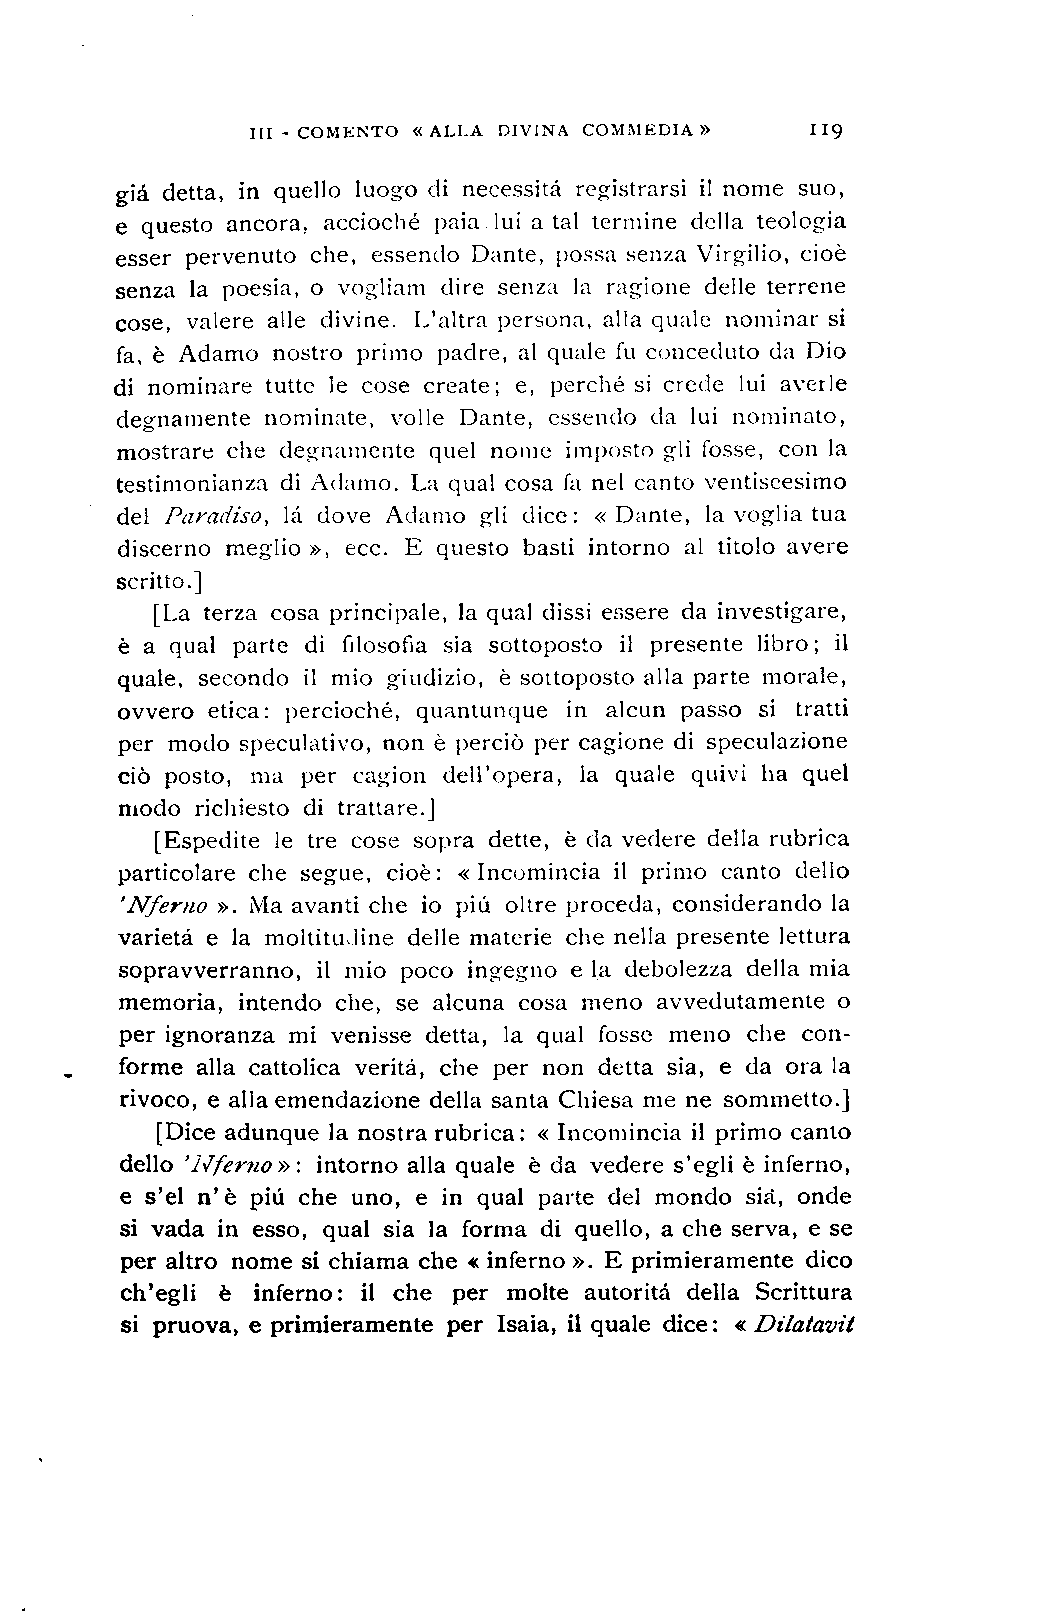 III - COMENTO « ALLA DIVINA COMMEDIA » 119
giá detta, in quello luogo di necessitá registrarsi il nome suo,
e questo ancora, accioché paia lui a tal termine della teologia
esser pervenuto che, essendo Dante, possa senza Virgilio, cioè
senza la poesia, o vogliam dire senza la ragione delle terrene
cose, valere alle divine. L'altra persona, alla quale nominar si
fa, è Adamo nostro primo padre, al quale fu conceduto da Dio
di nominare tutte le cose create; e, perché si crede lui averle
degnamente nominate, volle Dante, essendo da lui nominato,
mostrare che degnamente quel nome imposto gli fosse, con la
testimonianza di Adamo. La qual cosa fa nel canto ventiseesimo
del Paradiso, lá dove Adamo gli dice: « Dante, la voglia tua
discerno meglio », ecc. E questo basti intorno al titolo avere
scritto.]
[La terza cosa principale, la qual dissi essere da investigare,
è a qual parte di filosofia sia sottoposto il presente libro; il
quale, secondo il mio giudizio, è sottoposto alla parte morale,
ovvero etica: percioché, quantunque in alcun passo si tratti
per modo speculativo, non è perciò per cagione di speculazione
ciò posto, ma per cagion dell'opera, la quale quivi ha quel
modo richiesto di trattare.]
[Espedite le tre cose sopra dette, è da vedere della rubrica
particolare che segue, cioè: « Incomincia il primo canto dello
'Nferno ». Ma avanti che io piú oltre proceda, considerando la
varietá e la moltitudine delle materie che nella presente lettura
sopravverranno, il mio poco ingegno e la debolezza della mia
memoria, intendo che, se alcuna cosa meno avvedutamente o
per ignoranza mi venisse detta, la qual fosse meno che con-
forme alla cattolica veritá, che per non detta sia, e da ora la
rivoco, e alla emendazione della santa Chiesa me ne sommetto.]
[Dice adunque la nostra rubrica: « Incomincia il primo canto
dello 'Nferno »: intorno alla quale è da vedere s'egli è inferno,
e s'el n'è piú che uno, e in qual parte del mondo sia, onde
si vada in esso, qual sia la forma di quello, a che serva, e se
per altro nome si chiama che « inferno ». E primieramente dico
ch'egli è inferno: il che per molte autoritá della Scrittura
si pruova, e primieramente per Isaia, il quale dice: « Dilatavit